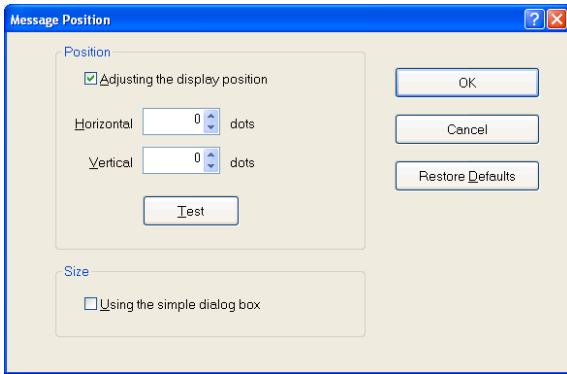 Message Position
Position
Adjusting the display position
Horizontal 0 dots
Vertical 0 dots
Test
Size
Using the simple dialog box
OK
Cancel
Restore Defaults